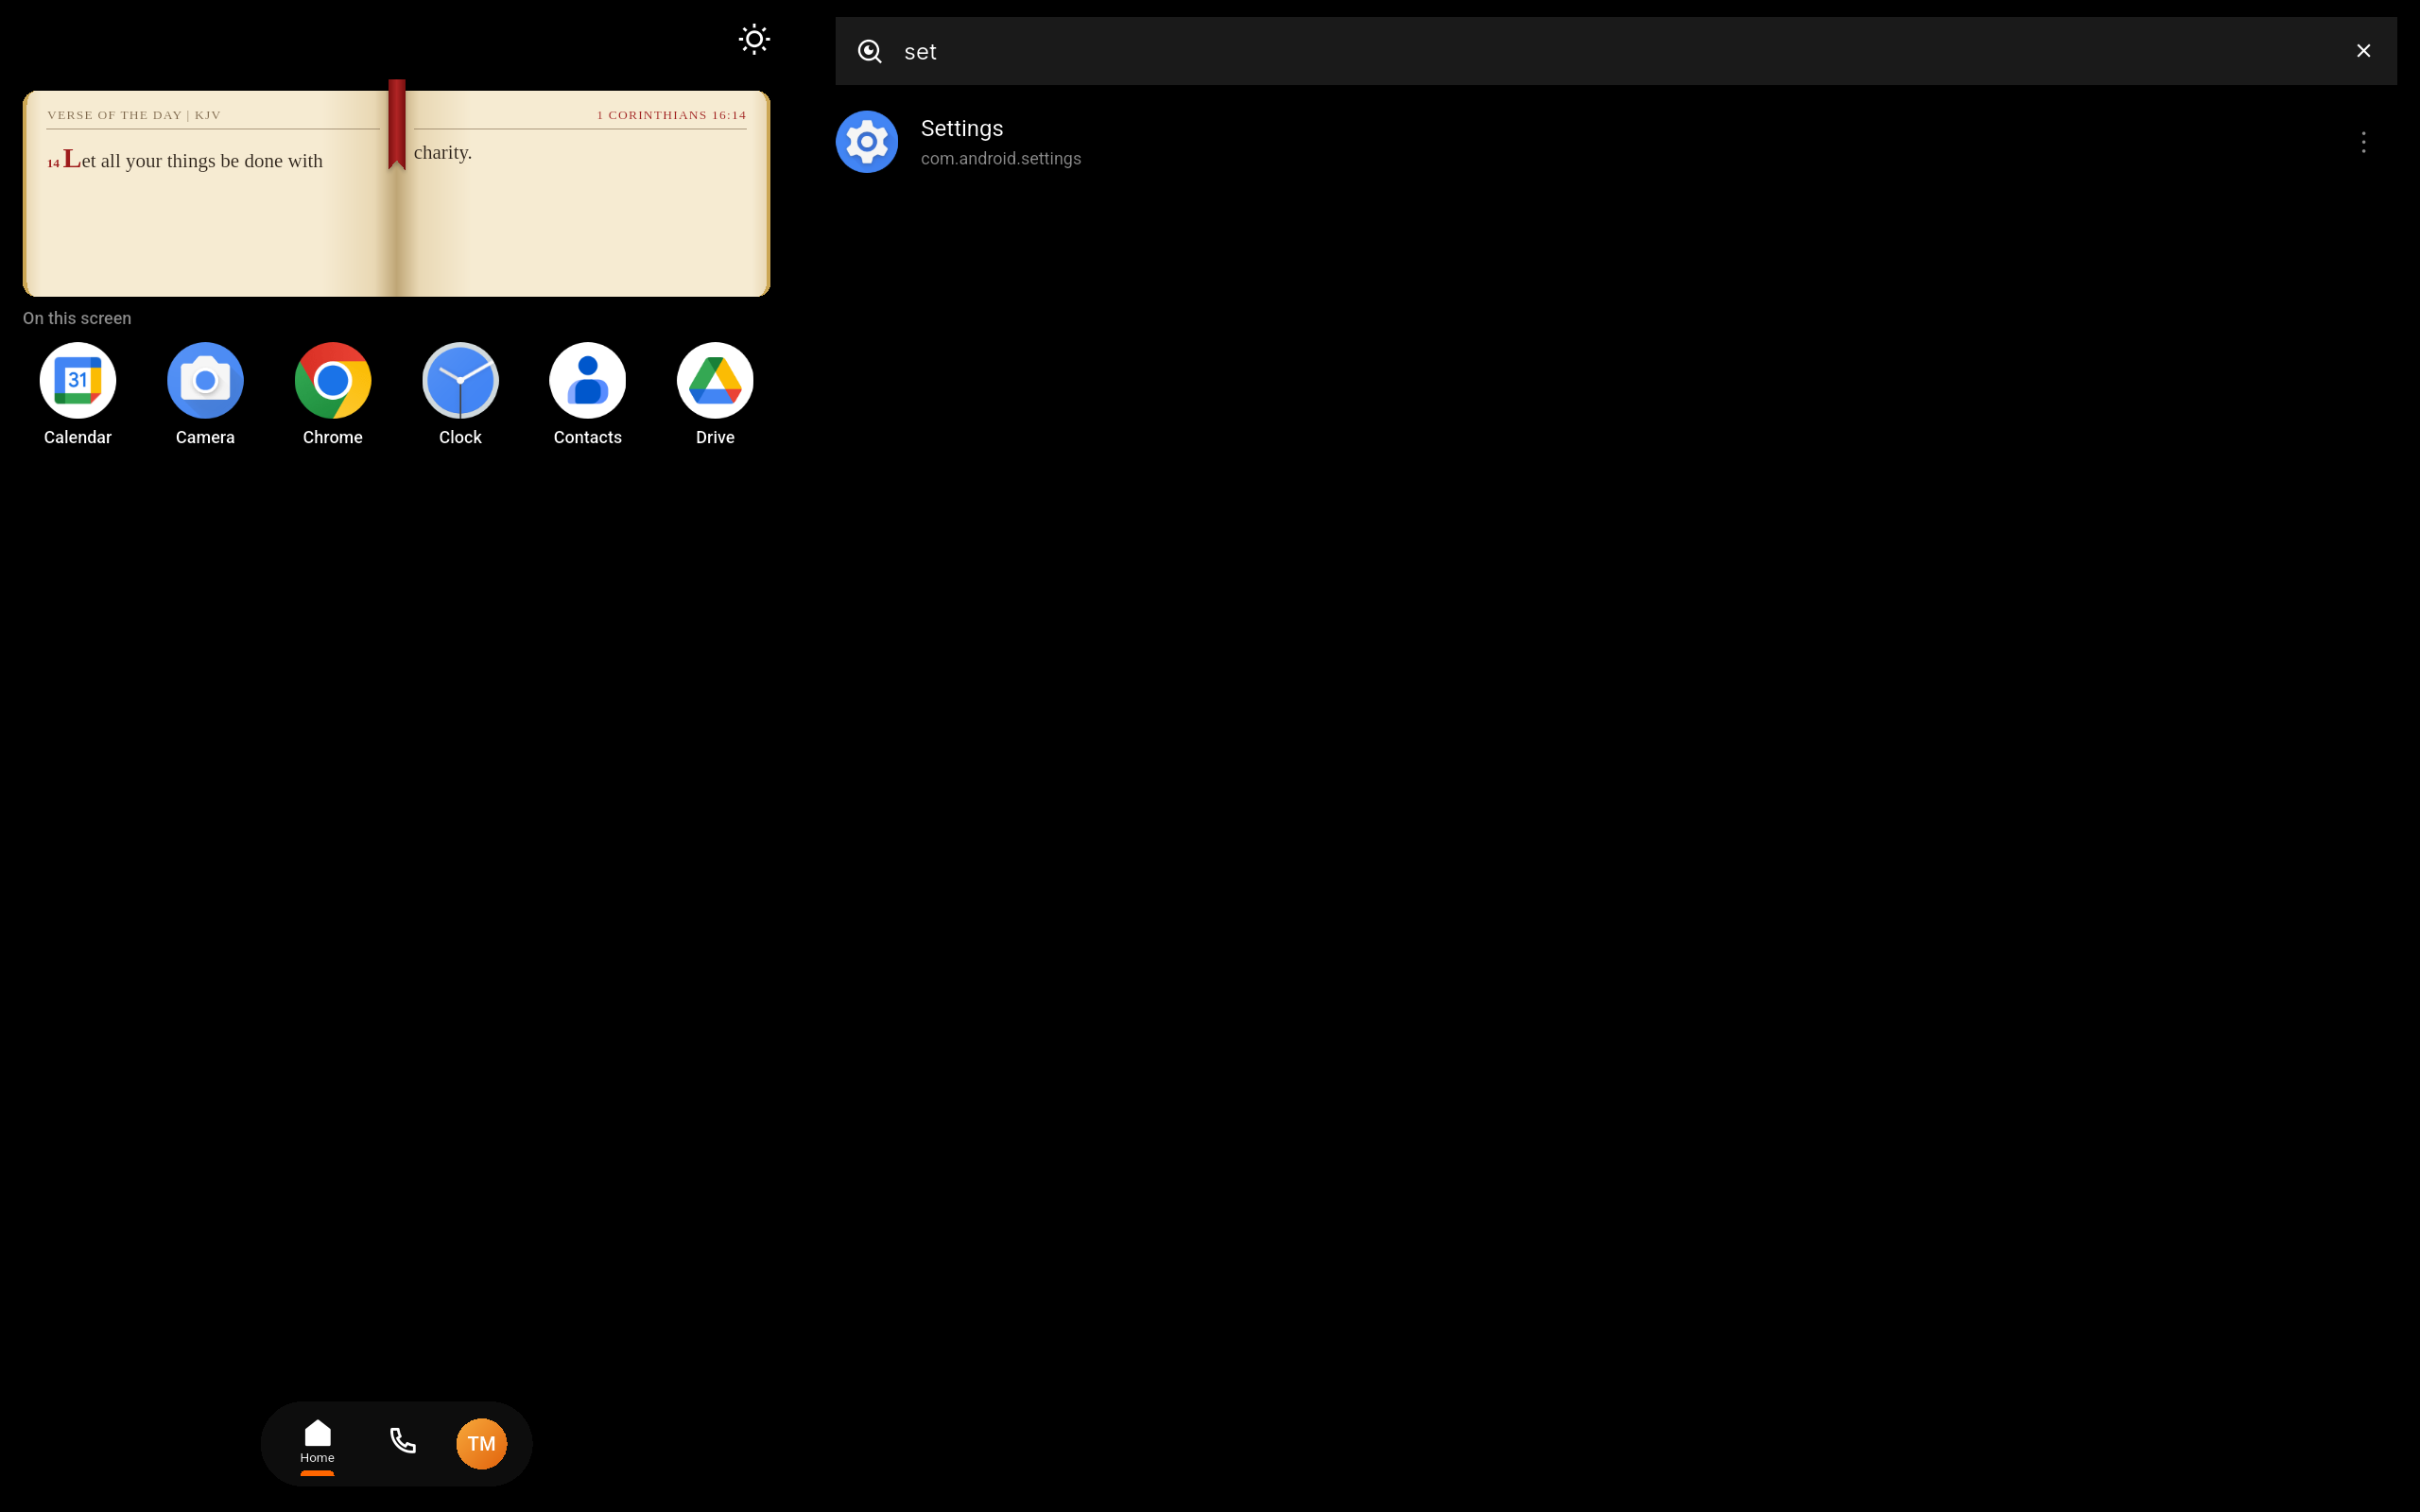 VERSE OF THE DAY | KJV
1 CORINTHIANS 16:14
14 Let all your things be done with
charity.
On this screen
31
Calendar
Camera
Chrome
Clock
Contacts
Drive
Home
TM
set
Settings
com.android.settings